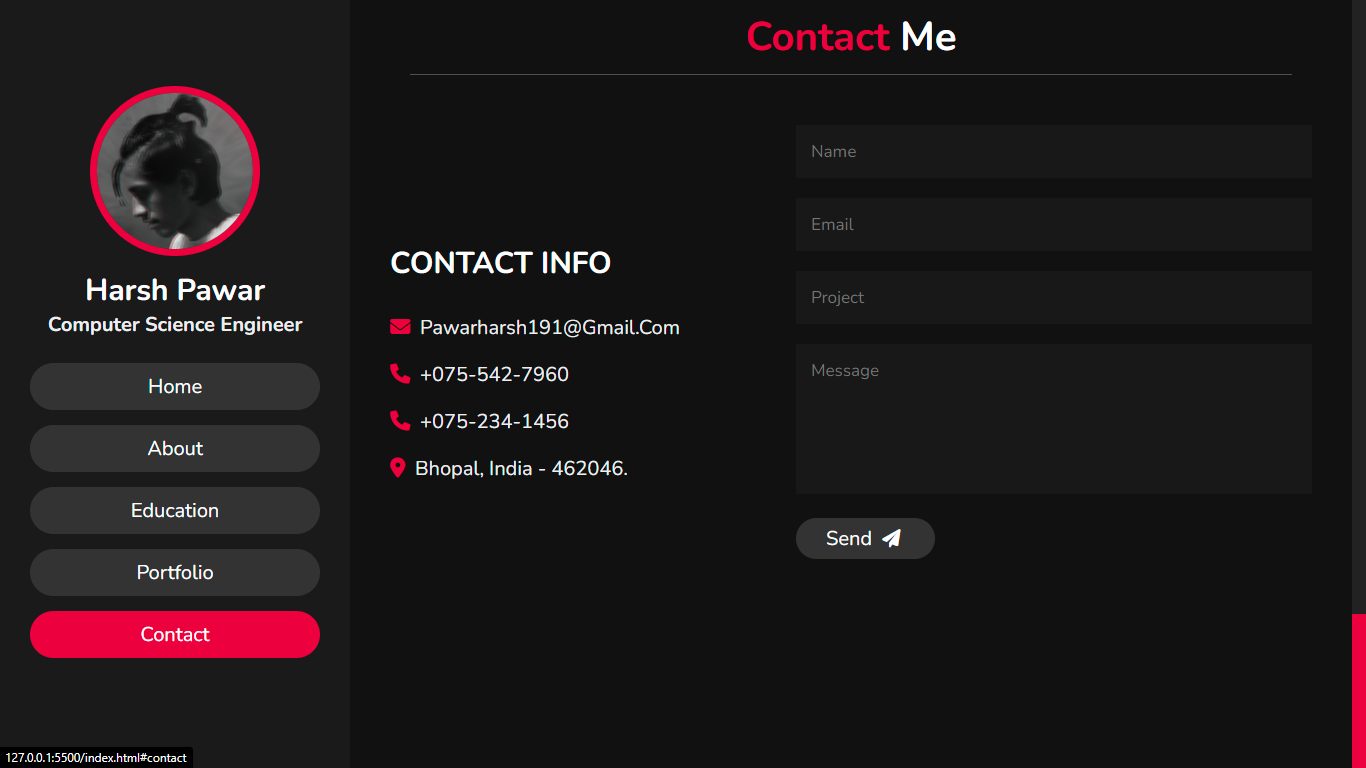 Harsh Pawar
Computer Science Engineer
Home
About
Education
Portfolio
Contact
Contact Me
CONTACT INFO
Pawarharsh191@Gmail.Com
+075-542-7960
+075-234-1456
Bhopal, India - 462046.
Name
Email
Project
Message
Send
127.0.0.1:5500/index.html#contact